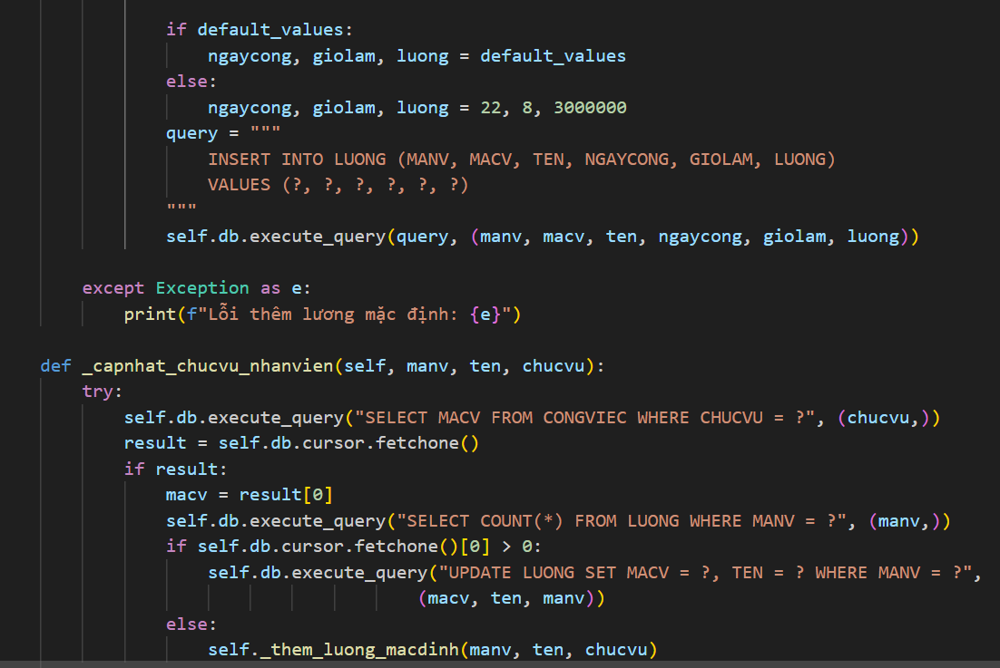 if default_values:
ngaycong, giolam, luong = default_values
else:
ngaycong, giolam, luong = 22, 8, 3000000
query = """
INSERT INTO LUONG (MANV, MACV, TEN, NGAYCONG, GIOLAM, LUONG)
VALUES (?, ?, ?, ?, ?, ?)
"""
self.db.execute_query(query, (manv, macv, ten, ngaycong, giolam, luong))
except Exception as e:
print(f"Lỗi thêm lương mặc định: {e}")
def _capnhat_chucvu_nhanvien(self, manv, ten, chucvu):
try:
self.db.execute_query("SELECT MACV FROM CONGVIEC WHERE CHUCVU = ?", (chucvu,))
result = self.db.cursor.fetchone()
if result:
macv = result[0]
self.db.execute_query("SELECT COUNT(*) FROM LUONG WHERE MANV = ?", (manv,))
if self.db.cursor.fetchone()[0] > 0:
self.db.execute_query("UPDATE LUONG SET MACV = ?, TEN = ? WHERE MANV = ?",
(macv, ten, manv))
else:
self._them_luong_macdinh(manv, ten, chucvu)